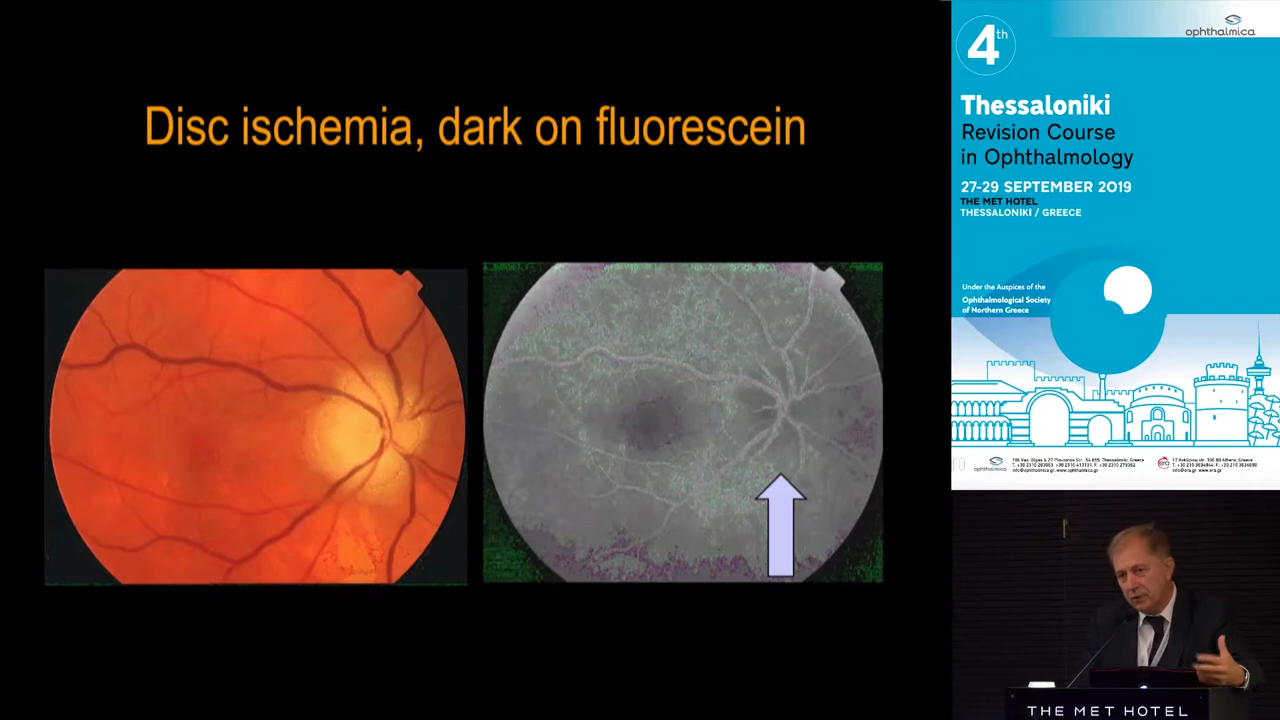 Disc ischemia, dark on fluorescein
ophthalmica
4th
Thessaloniki
Revision Course
in Ophthalmology
27-29 SEPTEMBER 2019
THE MET HOTEL
THESSALONIKI / GREECE
Under the Auspices of the
Ophthalmological Society
of Northern Greece
ophthalmica
THE MET HOTEL